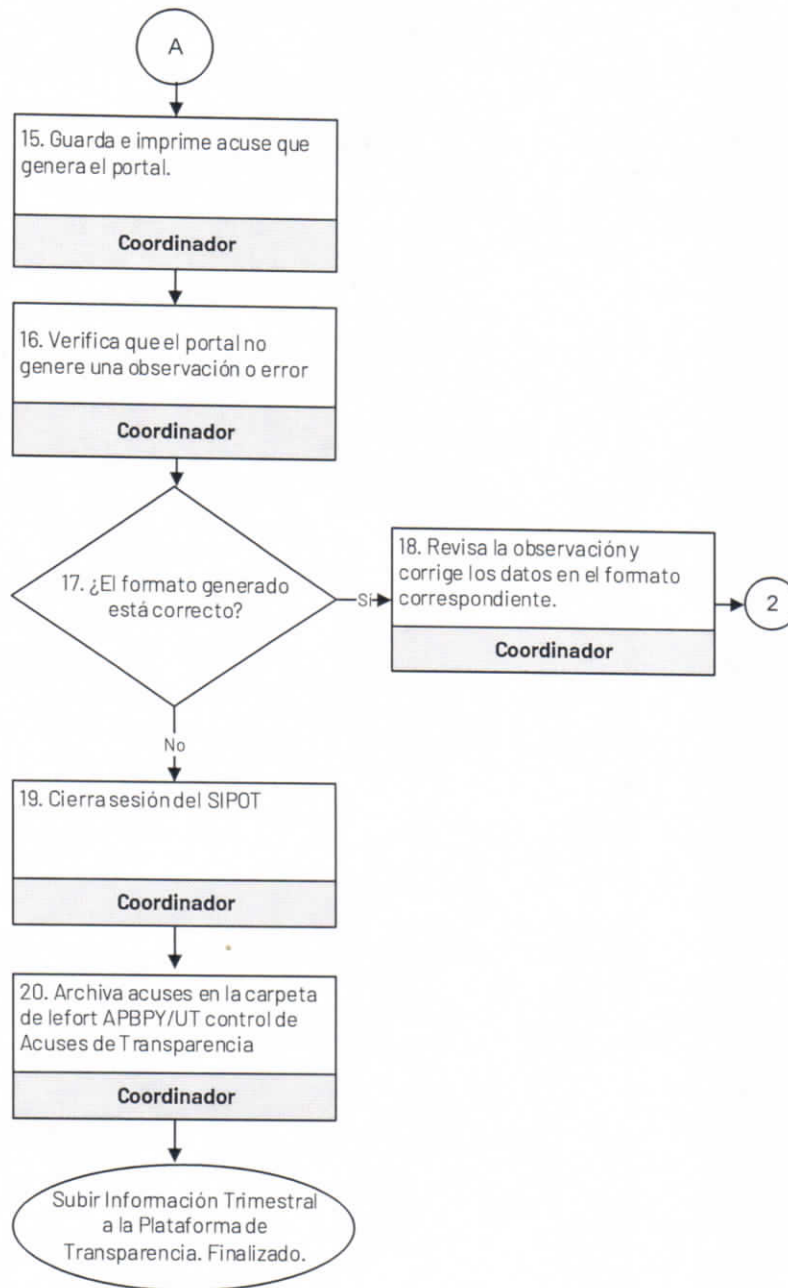 A
15. Guarda e imprime acuse que
genera el portal.
Coordinador
16. Verifica que el portal no
genere una observación o error
Coordinador
17. ¿El formato generado
está correcto?
Si
18. Revisa la observación y
corrige los datos en el formato
correspondiente.
Coordinador
2
No
19. Cierra sesión del SIPOT
Coordinador
20. Archiva acuses en la carpeta
de lefort APBPY/UT control de
Acuses de Transparencia
Coordinador
Subir Información Trimestral
a la Plataforma de
Transparencia. Finalizado.